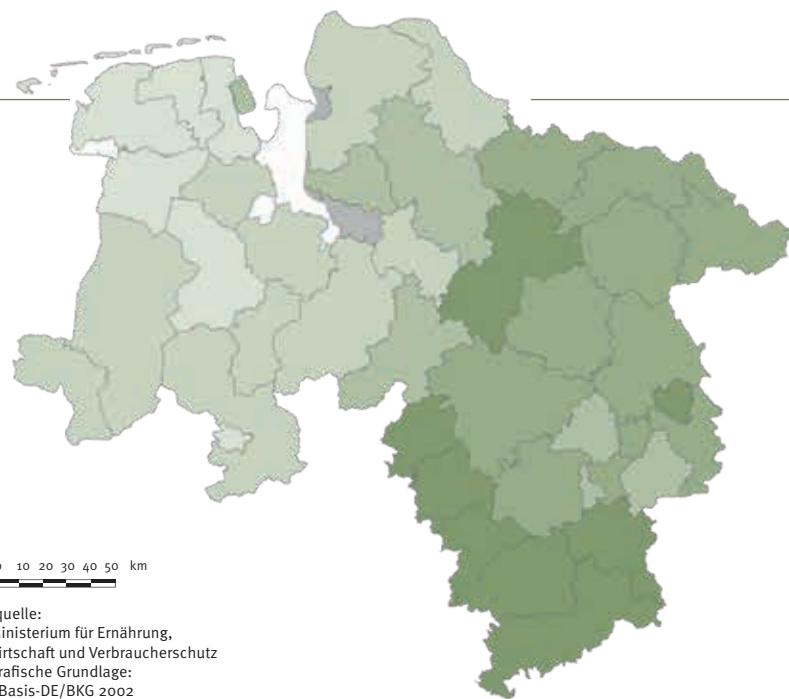 10 20 30 40 50 km
quelle:
inisterium für Ernährung,
irtschaft und Verbraucherschutz
rafische Grundlage:
Basis-DE/BKG 2002